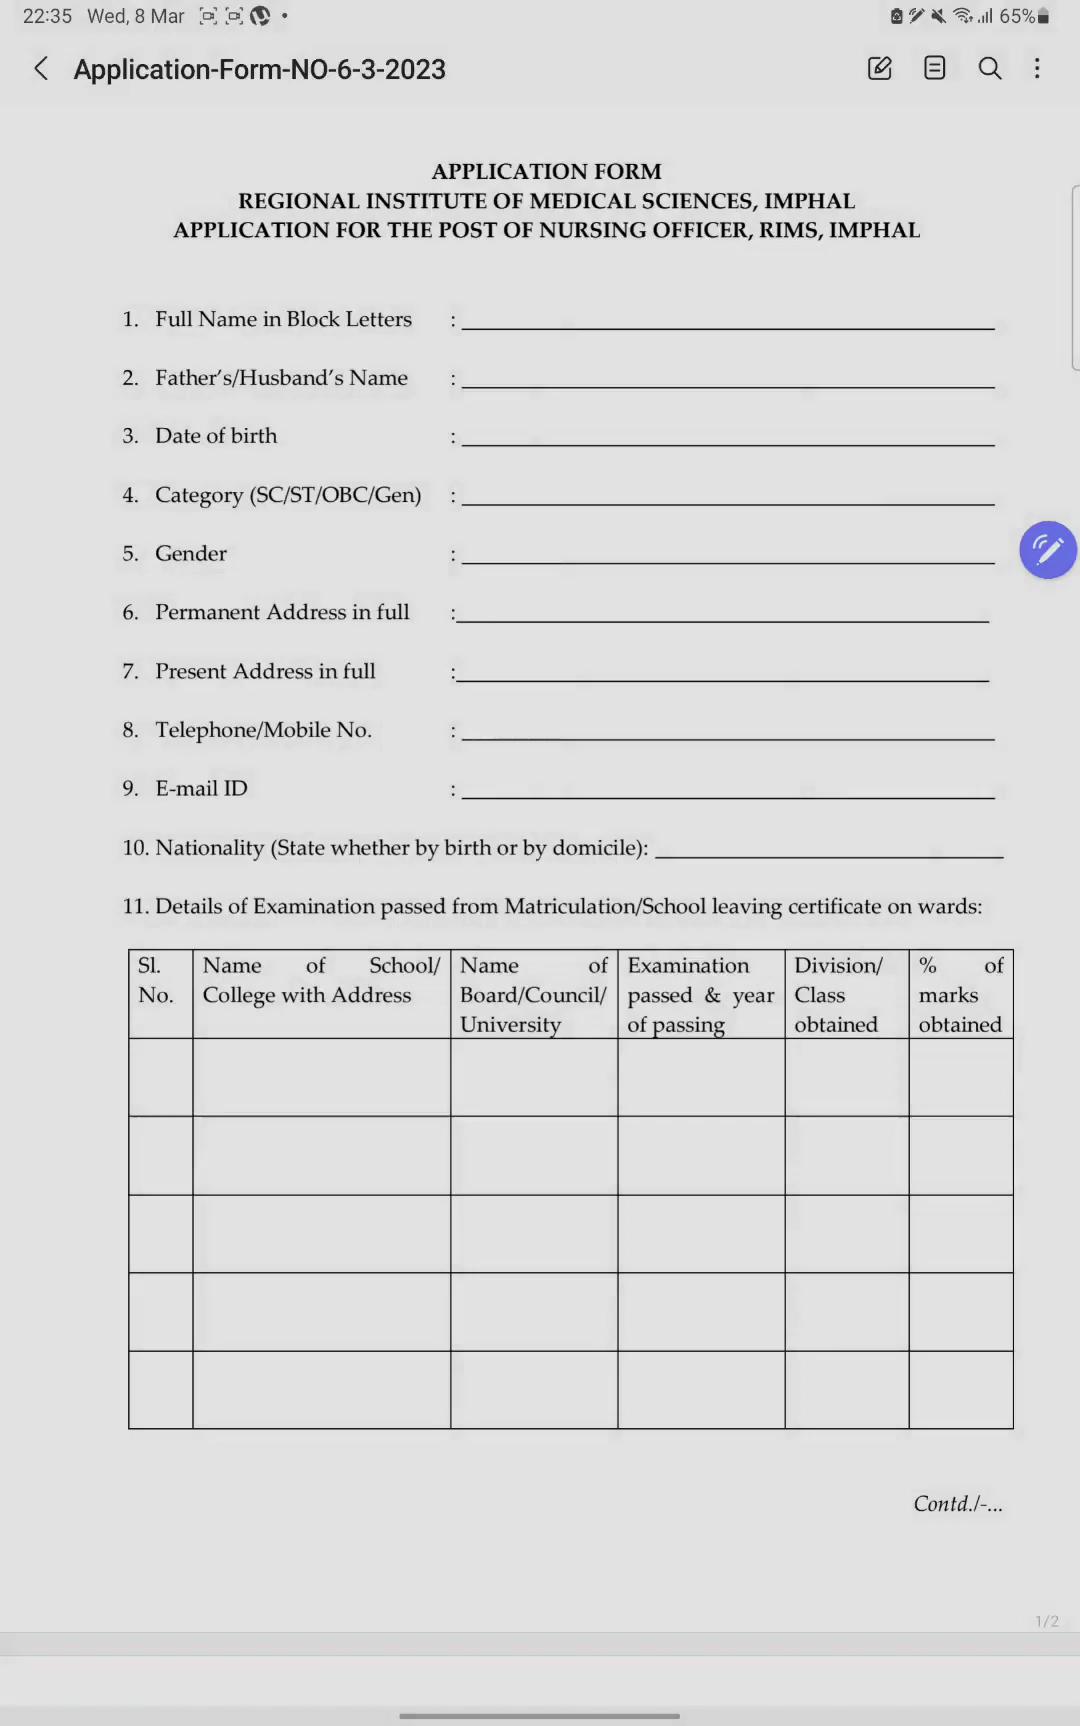 22:35 Wed, 8 Mar
65%
Application-Form-NO-6-3-2023
APPLICATION FORM
REGIONAL INSTITUTE OF MEDICAL SCIENCES, IMPHAL
APPLICATION FOR THE POST OF NURSING OFFICER, RIMS, IMPHAL
1. Full Name in Block Letters :
2. Father’s/Husband’s Name :
3. Date of birth :
4. Category (SC/ST/OBC/Gen) :
5. Gender :
6. Permanent Address in full :
7. Present Address in full :
8. Telephone/Mobile No. :
9. E-mail ID :
10. Nationality (State whether by birth or by domicile):
11. Details of Examination passed from Matriculation/School leaving certificate on wards:
Sl.
No.
Name of School/
College with Address
Name of
Board/Council/
University
Examination
passed & year
of passing
Division/
Class
obtained
% of
marks
obtained
Contd./-...
1/2